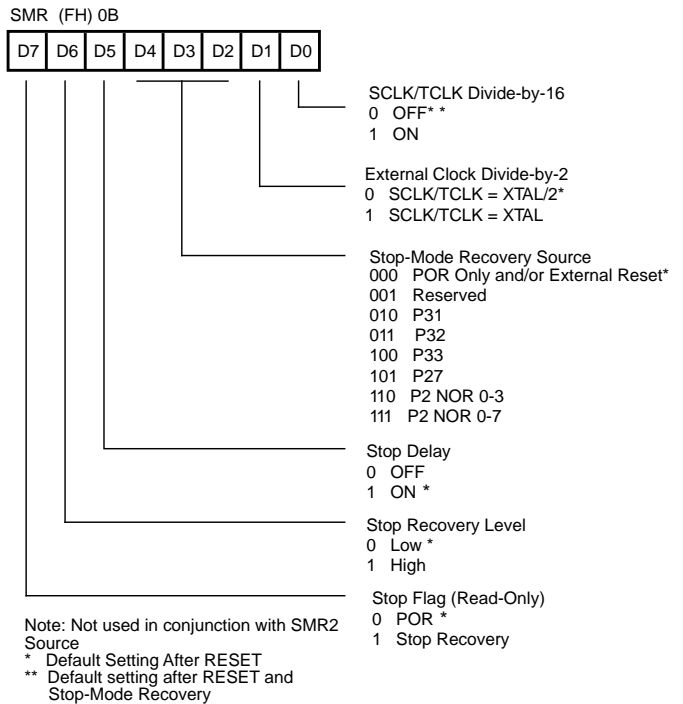 SMR (FH) 0B
D7 D6 D5 D4 D3 D2 D1 D0
SCLK/TCLK Divide-by-16
0 OFF* *
1 ON
External Clock Divide-by-2
0 SCLK/TCLK = XTAL/2*
1 SCLK/TCLK = XTAL
Stop-Mode Recovery Source
000 POR Only and/or External Reset*
001 Reserved
010 P31
011 P32
100 P33
101 P27
110 P2 NOR 0-3
111 P2 NOR 0-7
Stop Delay
0 OFF
1 ON *
Stop Recovery Level
0 Low *
1 High
Stop Flag (Read-Only)
0 POR *
1 Stop Recovery
Note: Not used in conjunction with SMR2
Source
* Default Setting After RESET
** Default setting after RESET and
Stop-Mode Recovery